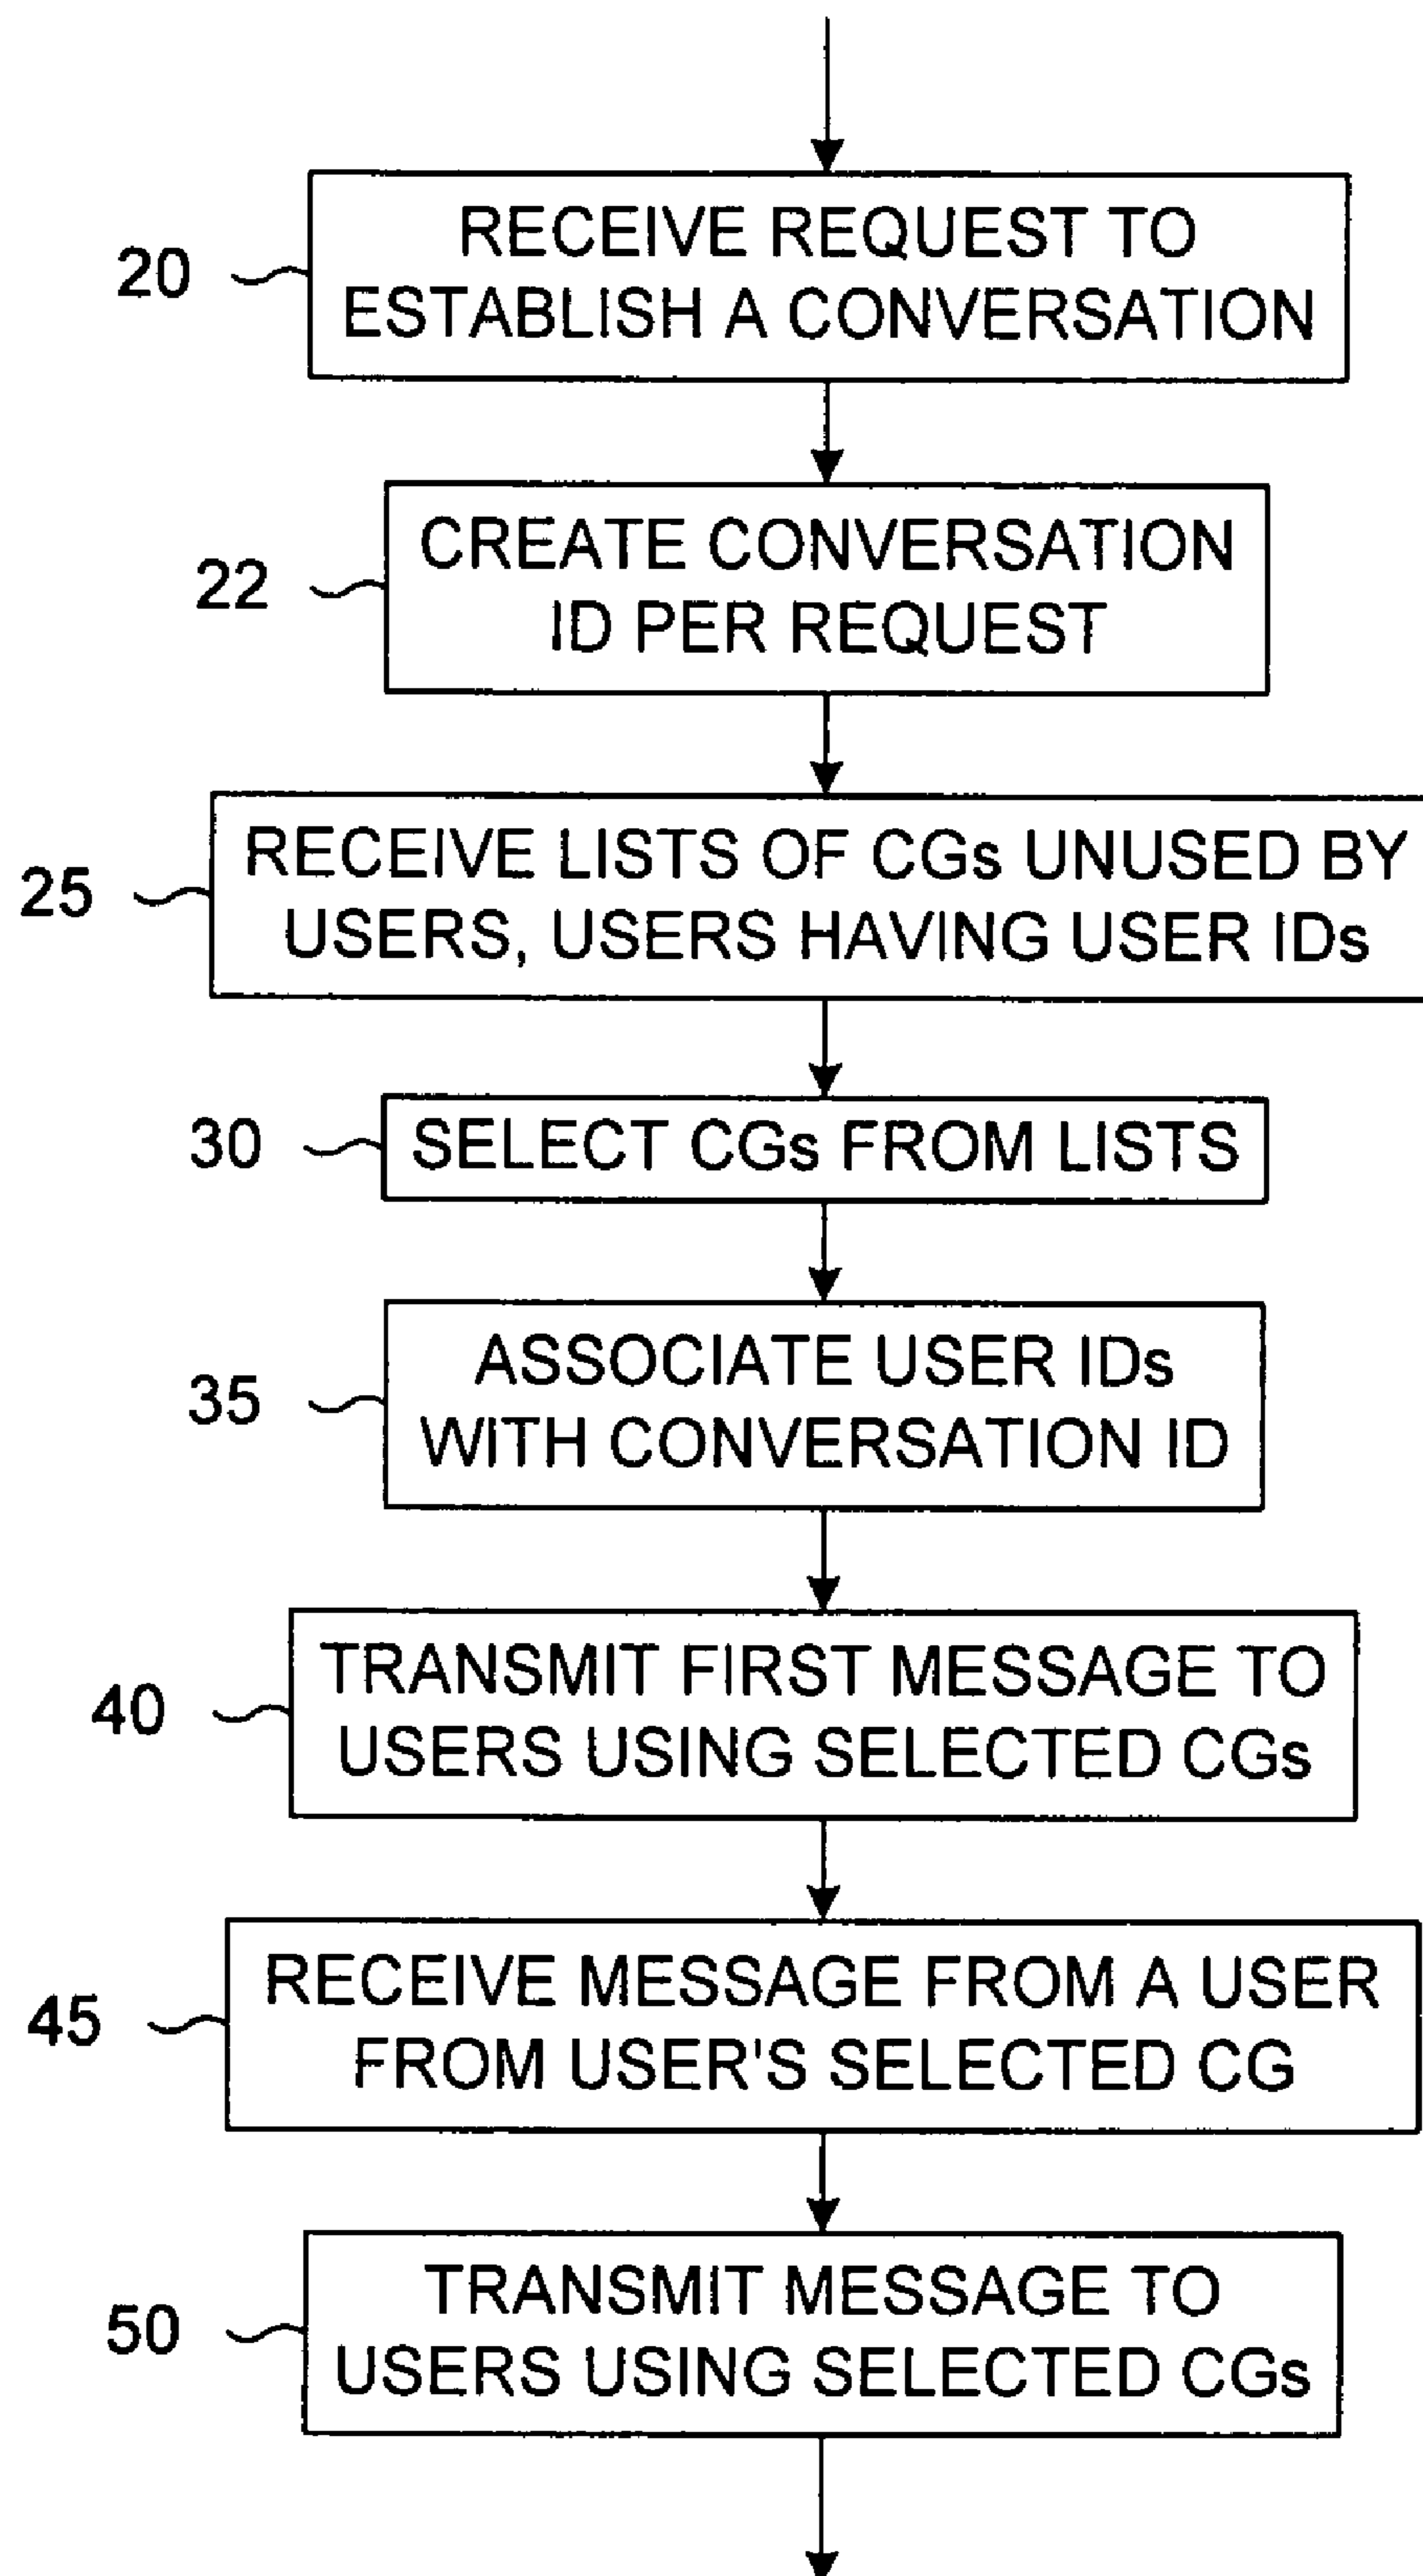 RECEIVE REQUEST TO
20
ESTABLISH A CONVERSATION
CREATE CONVERSATION
22
ID PER REQUEST
RECEIVE LISTS OF CGs UNUSED BY
25
USERS, USERS HAVING USER IDs
30
SELECT CGs FROM LISTS
ASSOCIATE USER IDs
35
WITH CONVERSATION ID
TRANSMIT FIRST MESSAGE TO
40
USERS USING SELECTED CGs
RECEIVE MESSAGE FROM A USER
45
FROM USER'S SELECTED CG
TRANSMIT MESSAGE TO
50
USERS USING SELECTED CGs